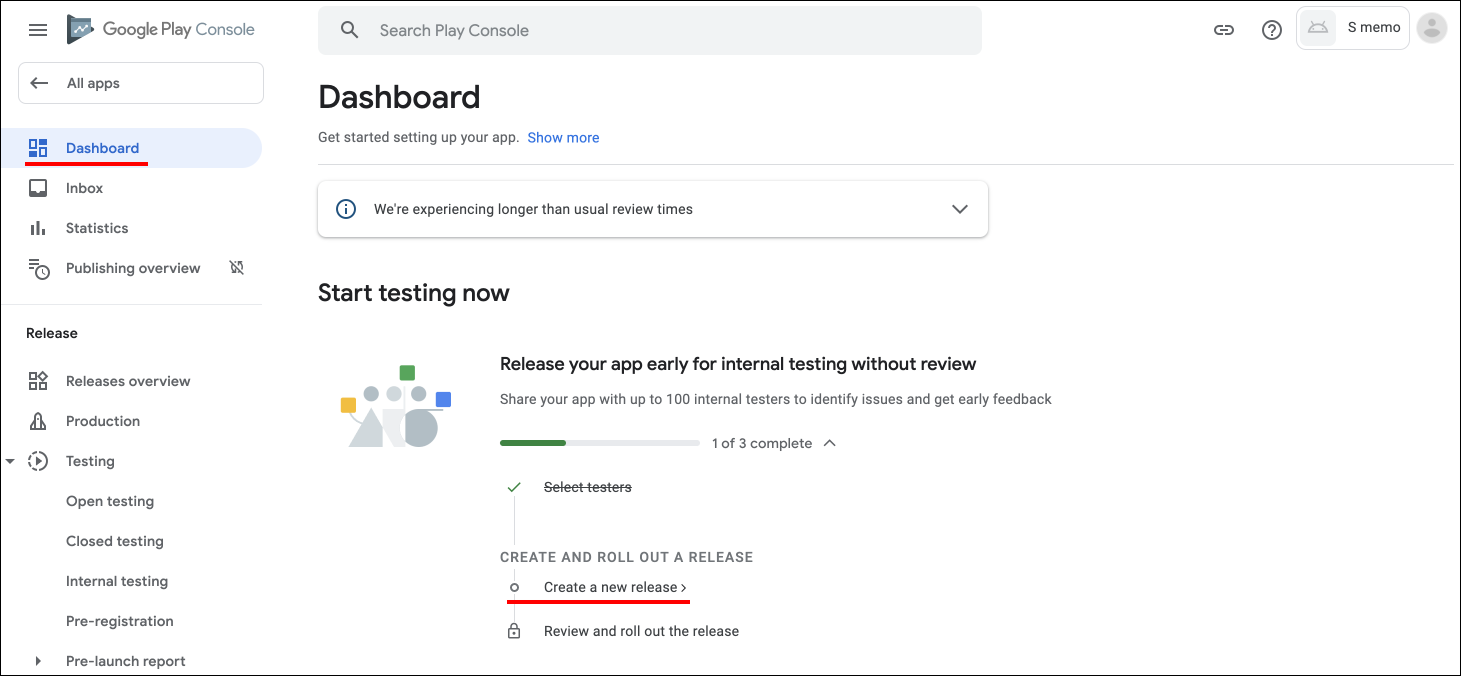 Google Play Console
Search Play Console
S memo
All apps
Dashboard
Inbox
Statistics
Publishing overview
Release
Releases overview
Production
Testing
Open testing
Closed testing
Internal testing
Pre-registration
Pre-launch report
Dashboard
Get started setting up your app. Show more
We're experiencing longer than usual review times
Start testing now
Release your app early for internal testing without review
Share your app with up to 100 internal testers to identify issues and get early feedback
1 of 3 complete
Select testers
CREATE AND ROLL OUT A RELEASE
Create a new release
Review and roll out the release